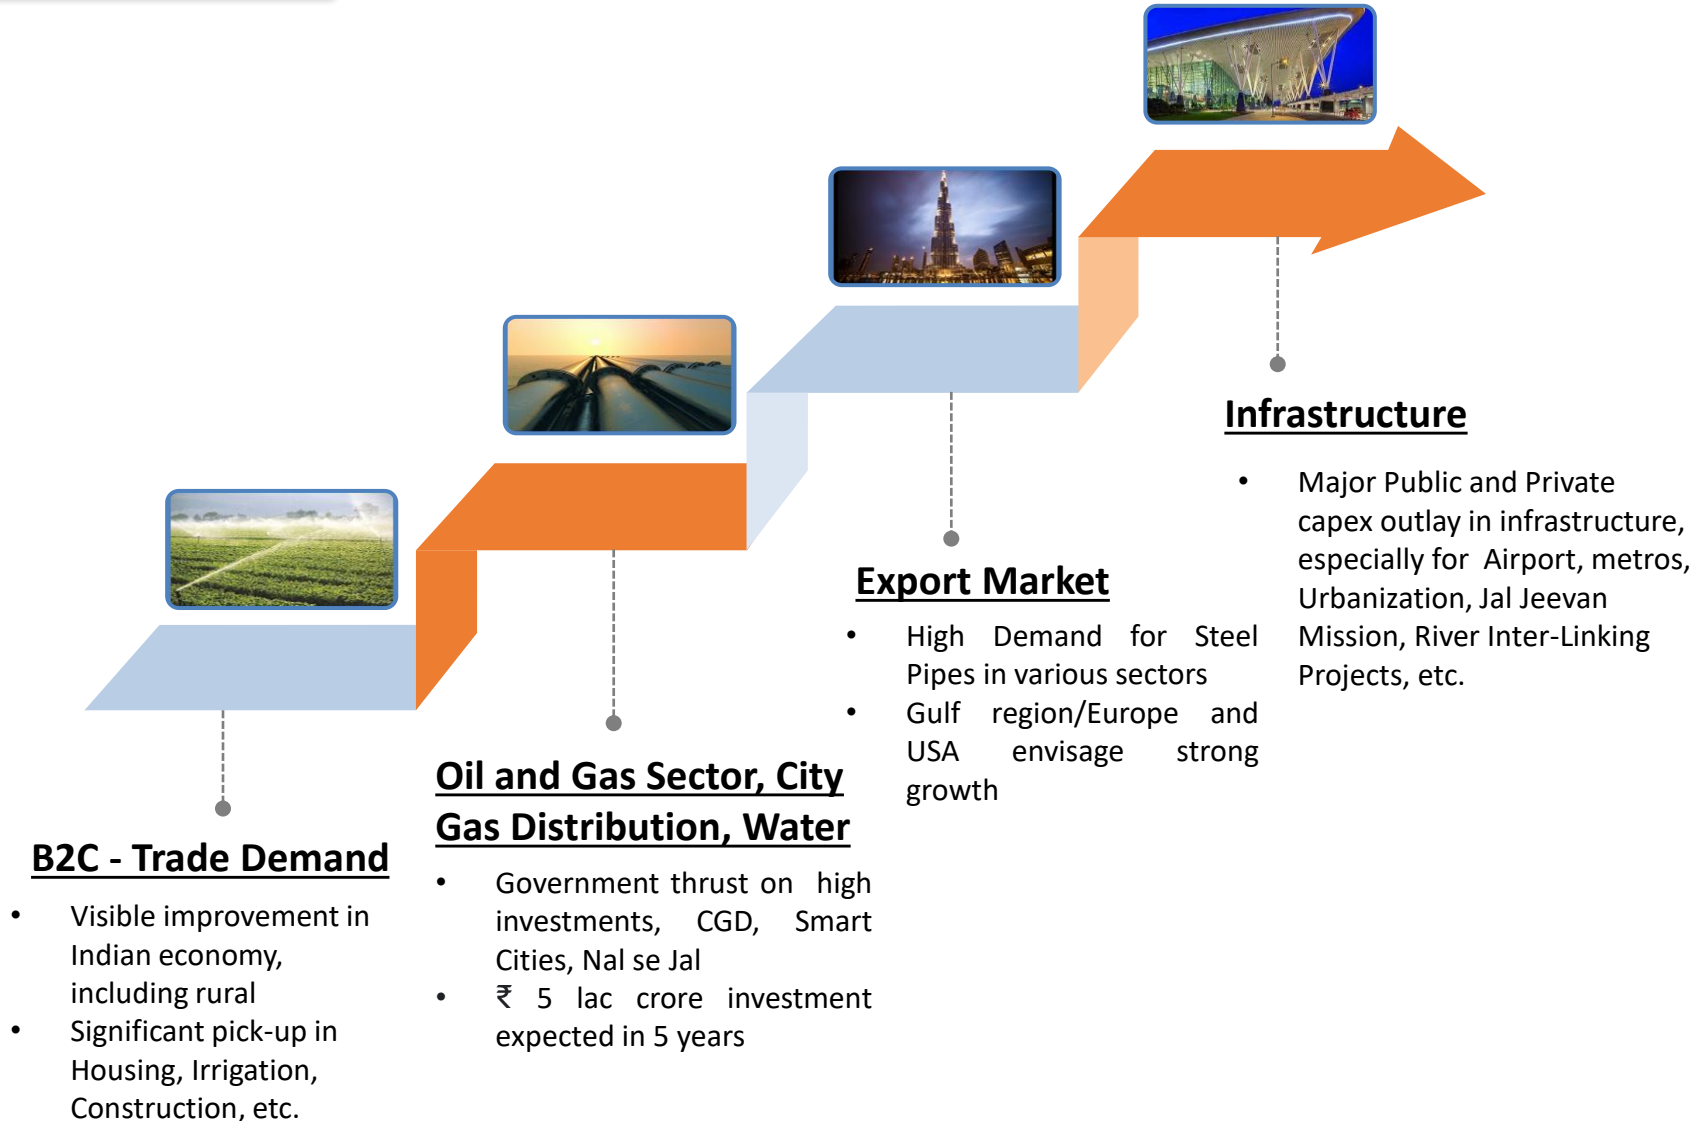 B2C - Trade Demand
• Visible improvement in
Indian economy,
including rural
• Significant pick-up in
Housing, Irrigation,
Construction, etc.
Oil and Gas Sector, City
Gas Distribution, Water
• Government thrust on high
investments, CGD, Smart
Cities, Nal se Jal
• ₹ 5 lac crore investment
expected in 5 years
Export Market
• High Demand for Steel
Pipes in various sectors
• Gulf region/Europe and
USA envisage strong
growth
Infrastructure
• Major Public and Private
capex outlay in infrastructure,
especially for Airport, metros,
Urbanization, Jal Jeevan
Mission, River Inter-Linking
Projects, etc.